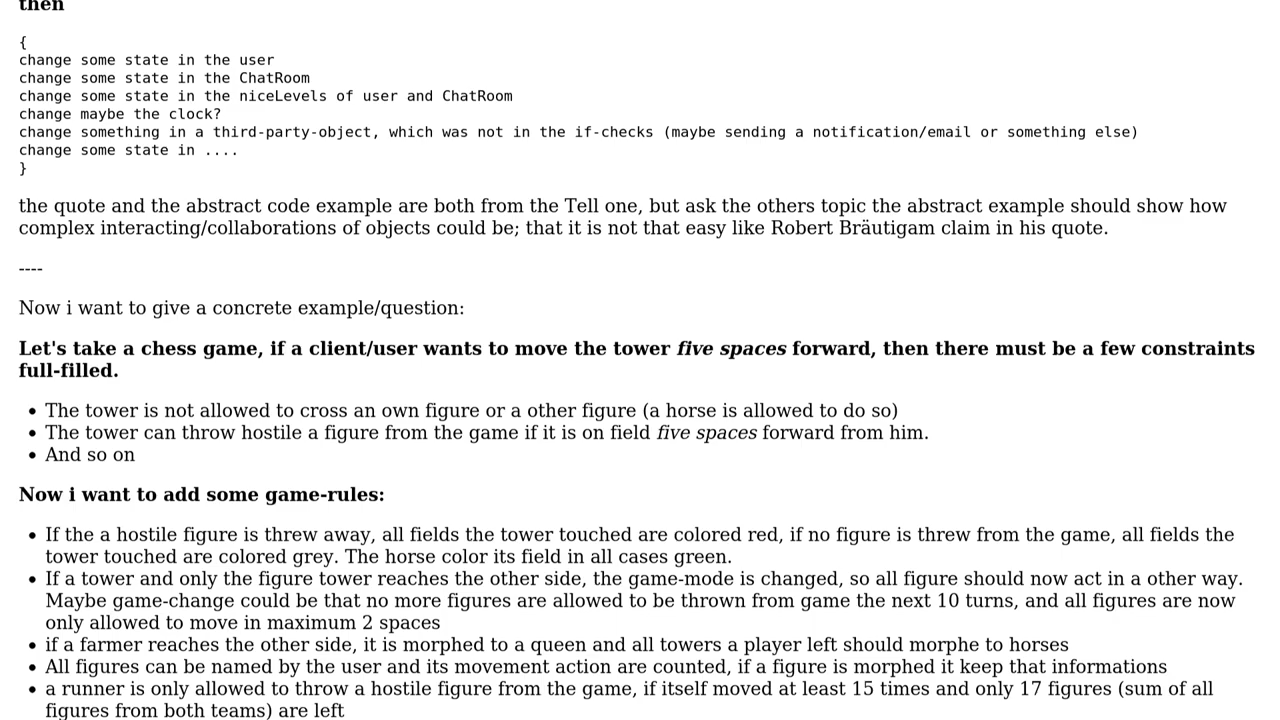 then
{
change some state in the user
change some state in the ChatRoom
change some state in the niceLevels of user and ChatRoom
change maybe the clock?
change something in a third-party-object, which was not in the if-checks (maybe sending a notification/email or something else)
change some state in ....
}
the quote and the abstract code example are both from the Tell one, but ask the others topic the abstract example should show how
complex interacting/collaborations of objects could be; that it is not that easy like Robert Bräutigam claim in his quote.
----
Now i want to give a concrete example/question:
Let's take a chess game, if a client/user wants to move the tower five spaces forward, then there must be a few constraints
full-filled.
• The tower is not allowed to cross an own figure or a other figure (a horse is allowed to do so)
• The tower can throw hostile a figure from the game if it is on field five spaces forward from him.
• And so on
Now i want to add some game-rules:
• If the a hostile figure is threw away, all fields the tower touched are colored red, if no figure is threw from the game, all fields the
tower touched are colored grey. The horse color its field in all cases green.
• If a tower and only the figure tower reaches the other side, the game-mode is changed, so all figure should now act in a other way.
Maybe game-change could be that no more figures are allowed to be thrown from game the next 10 turns, and all figures are now
only allowed to move in maximum 2 spaces
• if a farmer reaches the other side, it is morphed to a queen and all towers a player left should morphe to horses
• All figures can be named by the user and its movement action are counted, if a figure is morphed it keep that informations
• a runner is only allowed to throw a hostile figure from the game, if itself moved at least 15 times and only 17 figures (sum of all
figures from both teams) are left